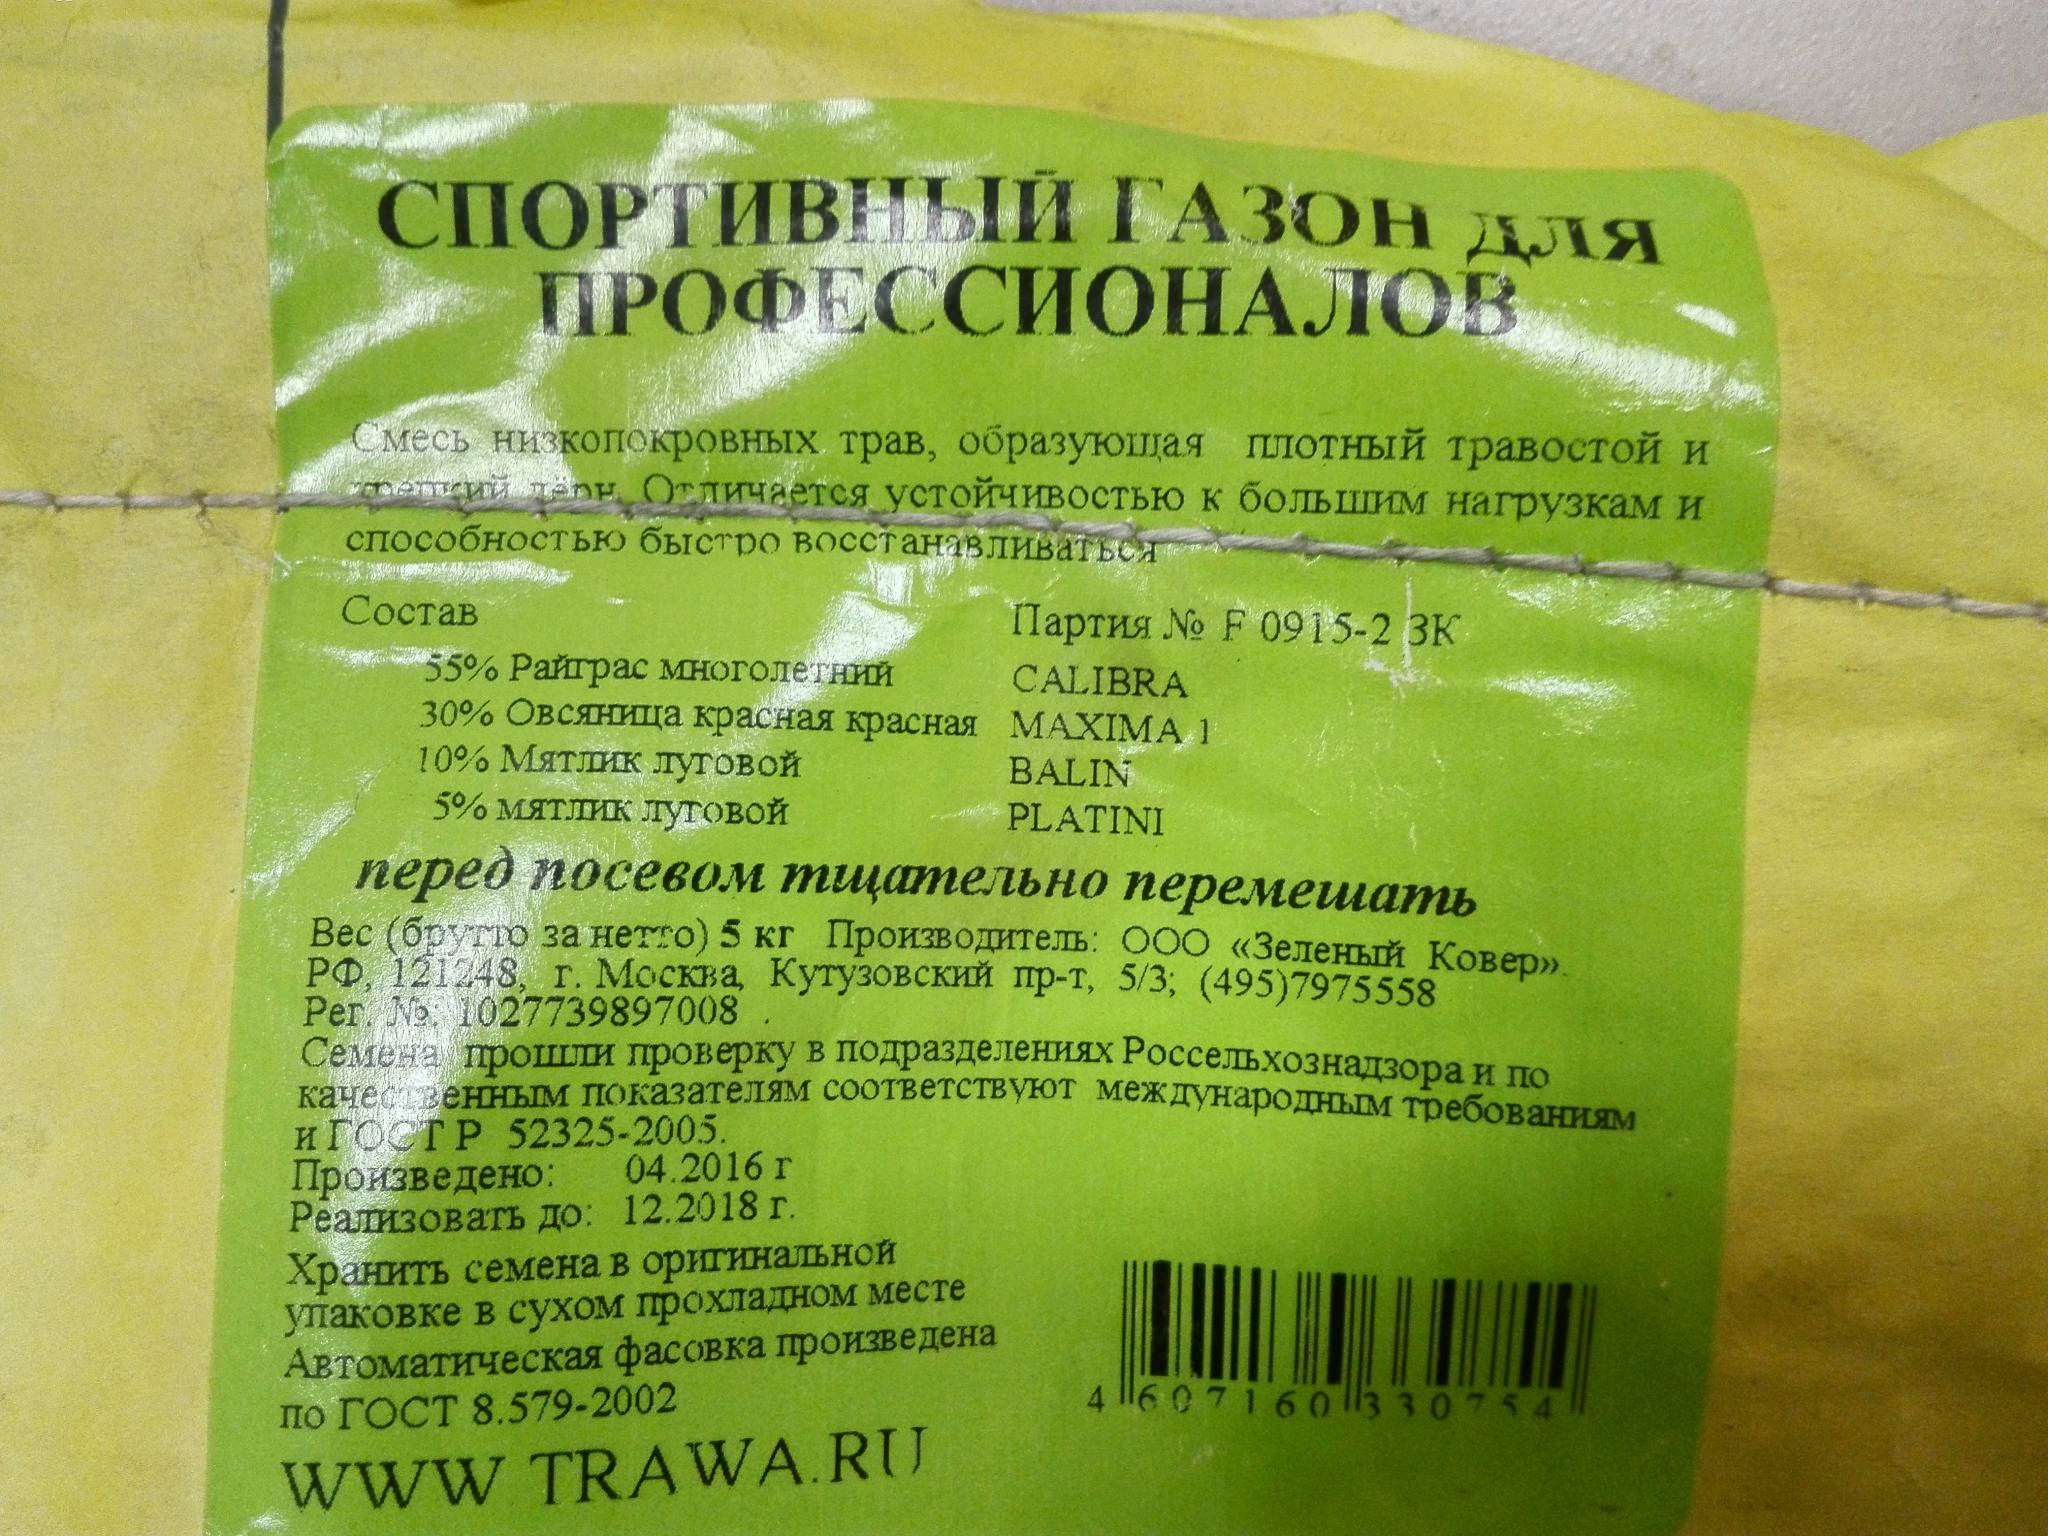 СПОРТИВНЫЙ ГАЗОН ДЛЯ
ПРОФЕССИОНАЛОВ
Смесь низкопокровных трав, образующая плотный травостой и
крепкий дёрн. Отличается устойчивостью к большим нагрузкам и
способностью быстро восстанавливаться
Состав Партия № F 0915-2 ЗК
55% Райграс многолетний CALIBRA
30% Овсяница красная красная MAXIMA 1
10% Мятлик луговой BALIN
5% мятлик луговой PLATINI
перед посевом тщательно перемешать
Вес (брутто за нетто) 5 кг Производитель: ООО «Зеленый Ковер».
РФ, 121248, г. Москва, Кутузовский пр-т, 5/3; (495)7975558
Рег. №: 1027739897008 .
Семена прошли проверку в подразделениях Россельхознадзора и по
качественным показателям соответствуют международным требованиям
и ГОСТ Р 52325-2005.
Произведено: 04.2016 г
Реализовать до: 12.2018 г.
Хранить семена в оригинальной
упаковке в сухом прохладном месте
Автоматическая фасовка произведена
по ГОСТ 8.579-2002
4 607160 330754
WWW TRAWA.RU